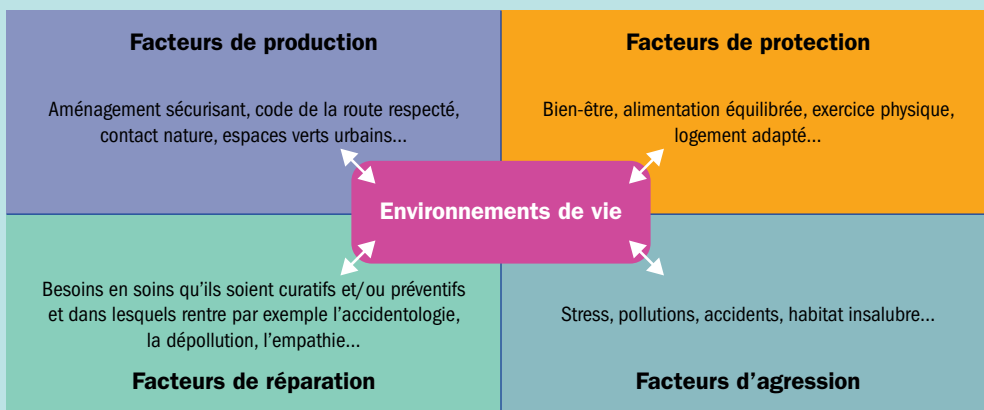 Facteurs de production
Aménagement sécurisant, code de la route respecté,
contact nature, espaces verts urbains...
Facteurs de protection
Bien-être, alimentation équilibrée, exercice physique,
logement adapté...
Environnements de vie
Besoins en soins qu'ils soient curatifs et/ou préventifs
et dans lesquels rentre par exemple l'accidentologie,
la dépollution, l'empathie...
Facteurs de réparation
Stress, pollutions, accidents, habitat insalubre...
Facteurs d'agression